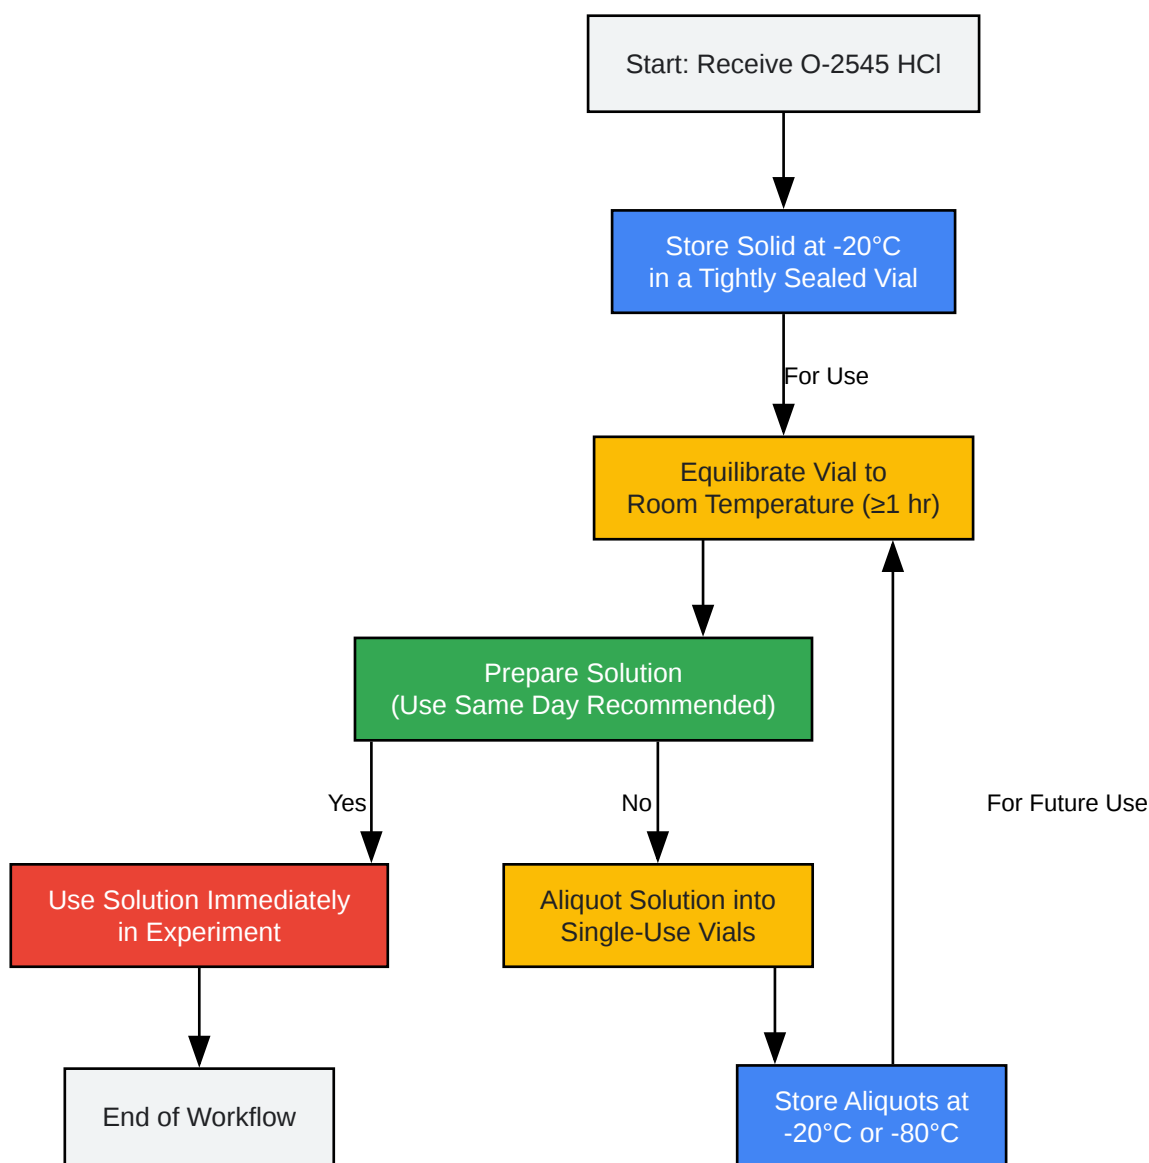 Start: Receive O-2545 HCl
Store Solid at -20°C
in a Tightly Sealed Vial
For Use
Equilibrate Vial to
Room Temperature (≥1 hr)
Prepare Solution
(Use Same Day Recommended)
Yes
No
For Future Use
Use Solution Immediately
in Experiment
Aliquot Solution into
Single-Use Vials
End of Workflow
Store Aliquots at
-20°C or -80°C